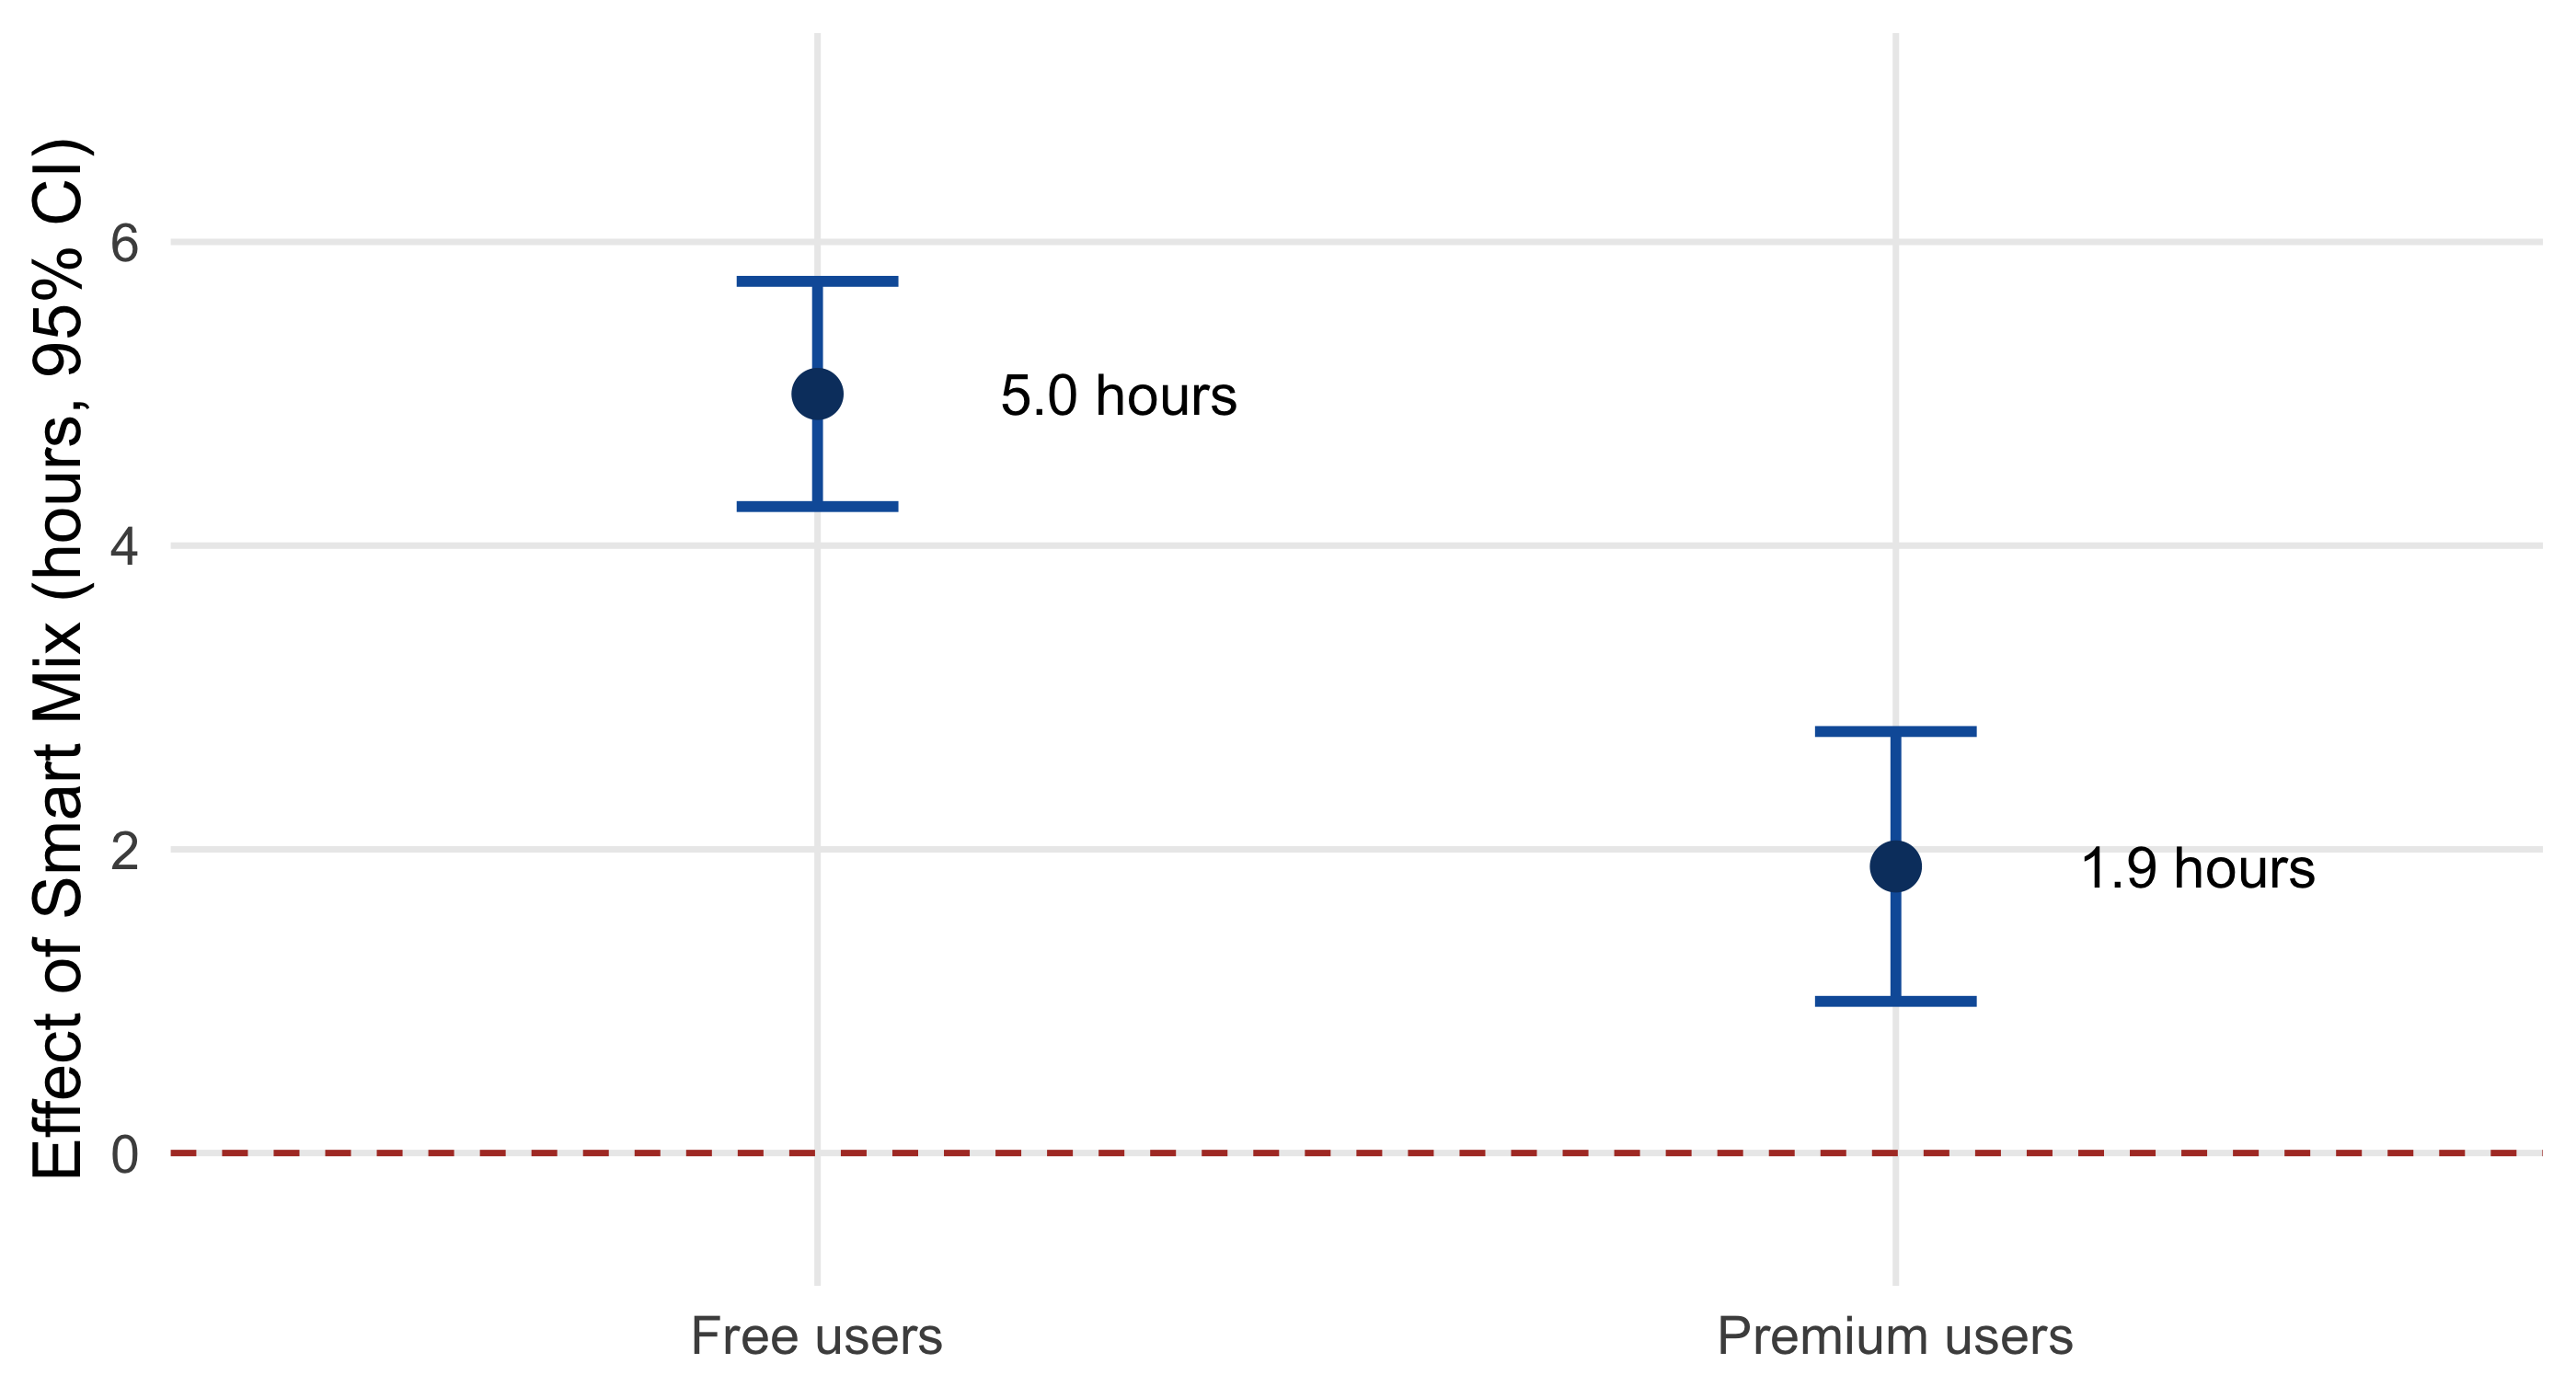 Effect of Smart Mix (hours, 95% CI)
6
4
2
0
5.0 hours
1.9 hours
Free users
Premium users